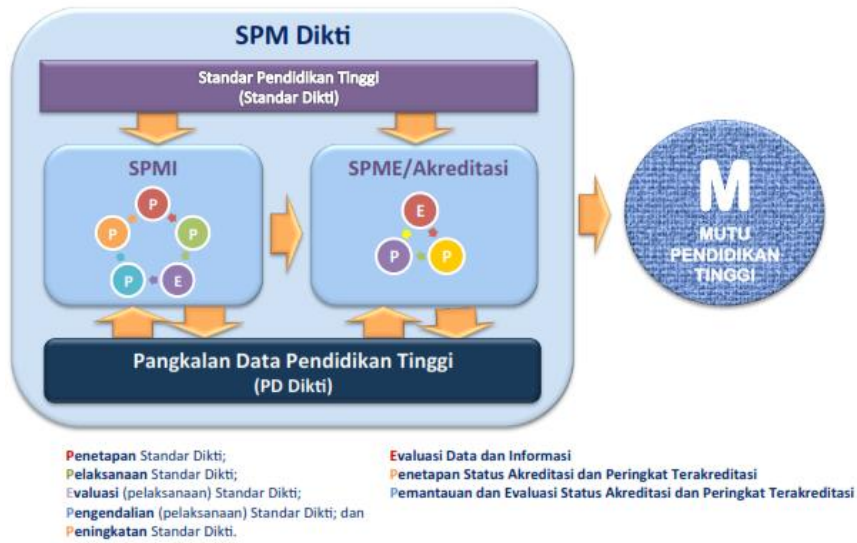 SPM Dikti
Standar Pendidikan Tinggi
(Standar Dikti)
SPMI
P
P
P
P
E
SPME/Akreditasi
E
P
P
M
MUTU
PENDIDIKAN
TINGGI
Pangkalan Data Pendidikan Tinggi
(PD Dikti)
Penetapan Standar Dikti;
Pelaksanaan Standar Dikti;
Evaluasi (pelaksanaan) Standar Dikti;
Pengendalian (pelaksanaan) Standar Dikti; dan
Peningkatan Standar Dikti.
Evaluasi Data dan Informasi
Penetapan Status Akreditasi dan Peringkat Terakreditasi
Pemantauan dan Evaluasi Status Akreditasi dan Peringkat Terakreditasi